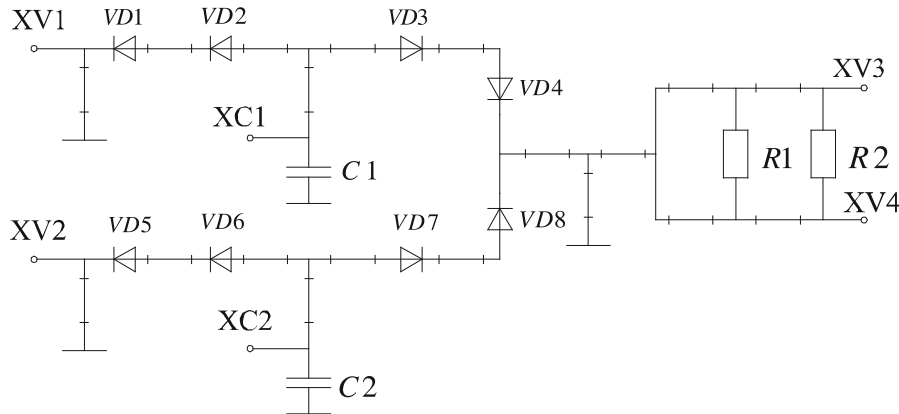 XV1 VD1 VD2 VD3
XV3
VD4
XC1
C1 R1 R2
XV2 VD5 VD6 VD7 VD8 XV4
XC2
C2